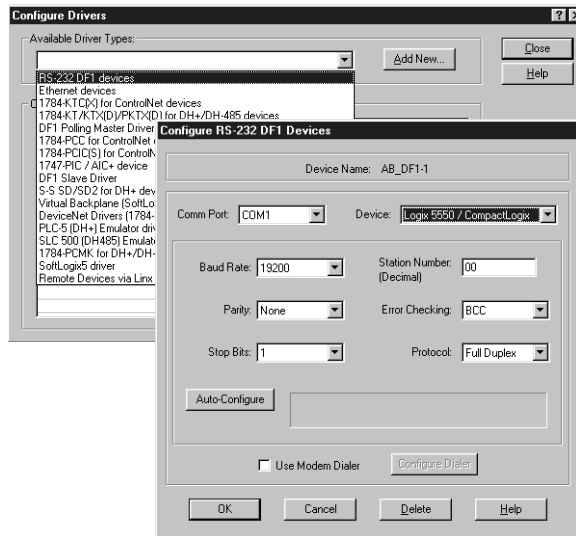 Configure Drivers
Available Driver Types:
Add New...
Close
Help
RS-232 DF1 devices
Ethernet devices
1784-KTC(X) for ControlNet devices
1784-KT/KTX(D)/PKTX(D) for DH+/DH-485 devices
DF1 Polling Master Driver
1784-PCC for ControlNet
1784-PCIC(S) for ControlN
1747-PIC / AIC+ device
DF1 Slave Driver
S-S SD/SD2 for DH+ dev
Virtual Backplane (SoftLo
DeviceNet Drivers (1784-
PLC-5 (DH+) Emulator dri
SLC 500 (DH485) Emulat
1784-PCMK for DH+/DH-
SoftLogix5 driver
Remote Devices via Linx
Configure RS-232 DF1 Devices
Device Name: AB_DF1-1
Comm Port: COM1
Device: Logix 5550 / CompactLogix
Baud Rate: 19200
Station Number: 00
(Decimal)
Parity: None
Error Checking: BCC
Stop Bits: 1
Protocol: Full Duplex
Auto-Configure
Use Modem Dialer
Configure Dialer
OK
Cancel
Delete
Help